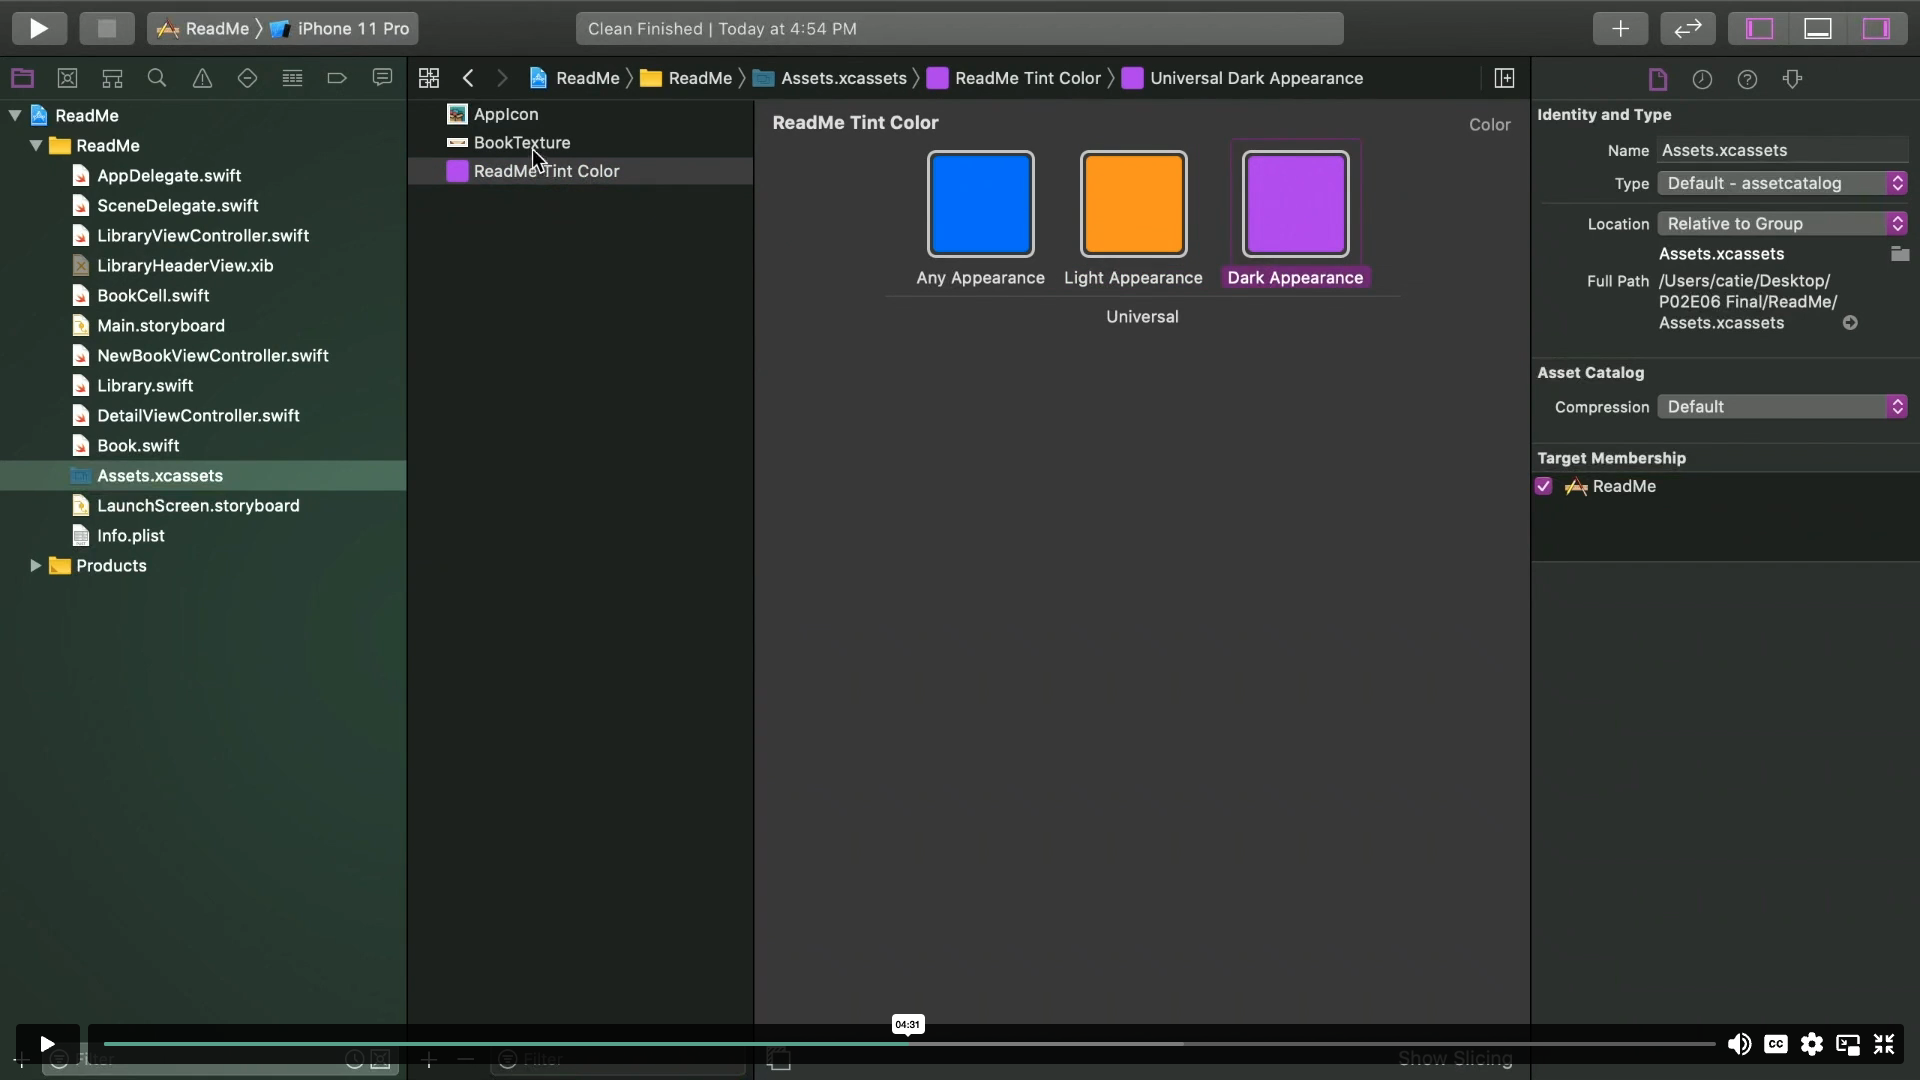 ReadMe
iPhone 11 Pro
Clean Finished | Today at 4:54 PM
ReadMe
ReadMe
Assets.xcassets
ReadMe Tint Color
Universal Dark Appearance
ReadMe
ReadMe
AppDelegate.swift
SceneDelegate.swift
LibraryViewController.swift
LibraryHeaderView.xib
BookCell.swift
Main.storyboard
NewBookViewController.swift
Library.swift
DetailViewController.swift
Book.swift
Assets.xcassets
LaunchScreen.storyboard
Info.plist
Products
AppIcon
BookTexture
ReadMe Tint Color
ReadMe Tint Color
Color
Any Appearance
Light Appearance
Dark Appearance
Universal
Identity and Type
Name Assets.xcassets
Type Default - assetcatalog
Location Relative to Group
Assets.xcassets
Full Path /Users/catie/Desktop/
P02E06 Final/ReadMe/
Assets.xcassets
Asset Catalog
Compression Default
Target Membership
ReadMe
04:31
Filter
Filter
Show Slicing
CC